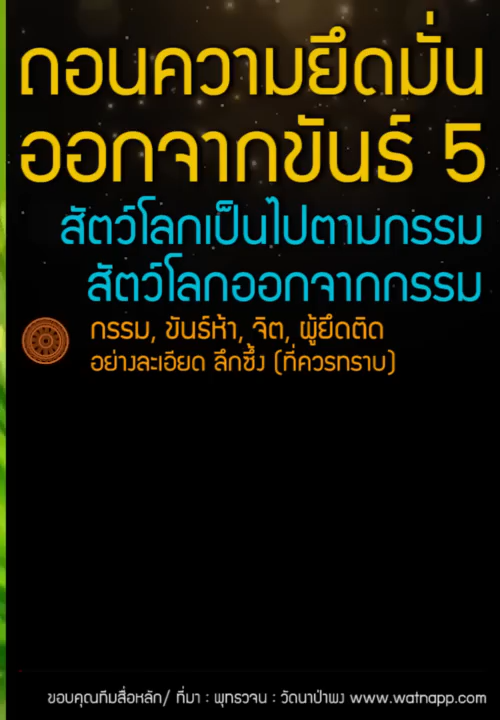 ถอนความยึดมั่น
ออกจากขันธ์ 5
สัตว์โลกเป็นไปตามกรรม
สัตว์โลกออกจากกรรม
กรรม, ขันธ์ห้า, จิต, ผู้ยึดติด
อย่างละเอียด ลึกซึ้ง (ที่ควรทราบ)
ขอบคุณทีมสื่อหลัก/ ที่มา : พุทธวจน : วัดนาป่าพง www.watnapp.com